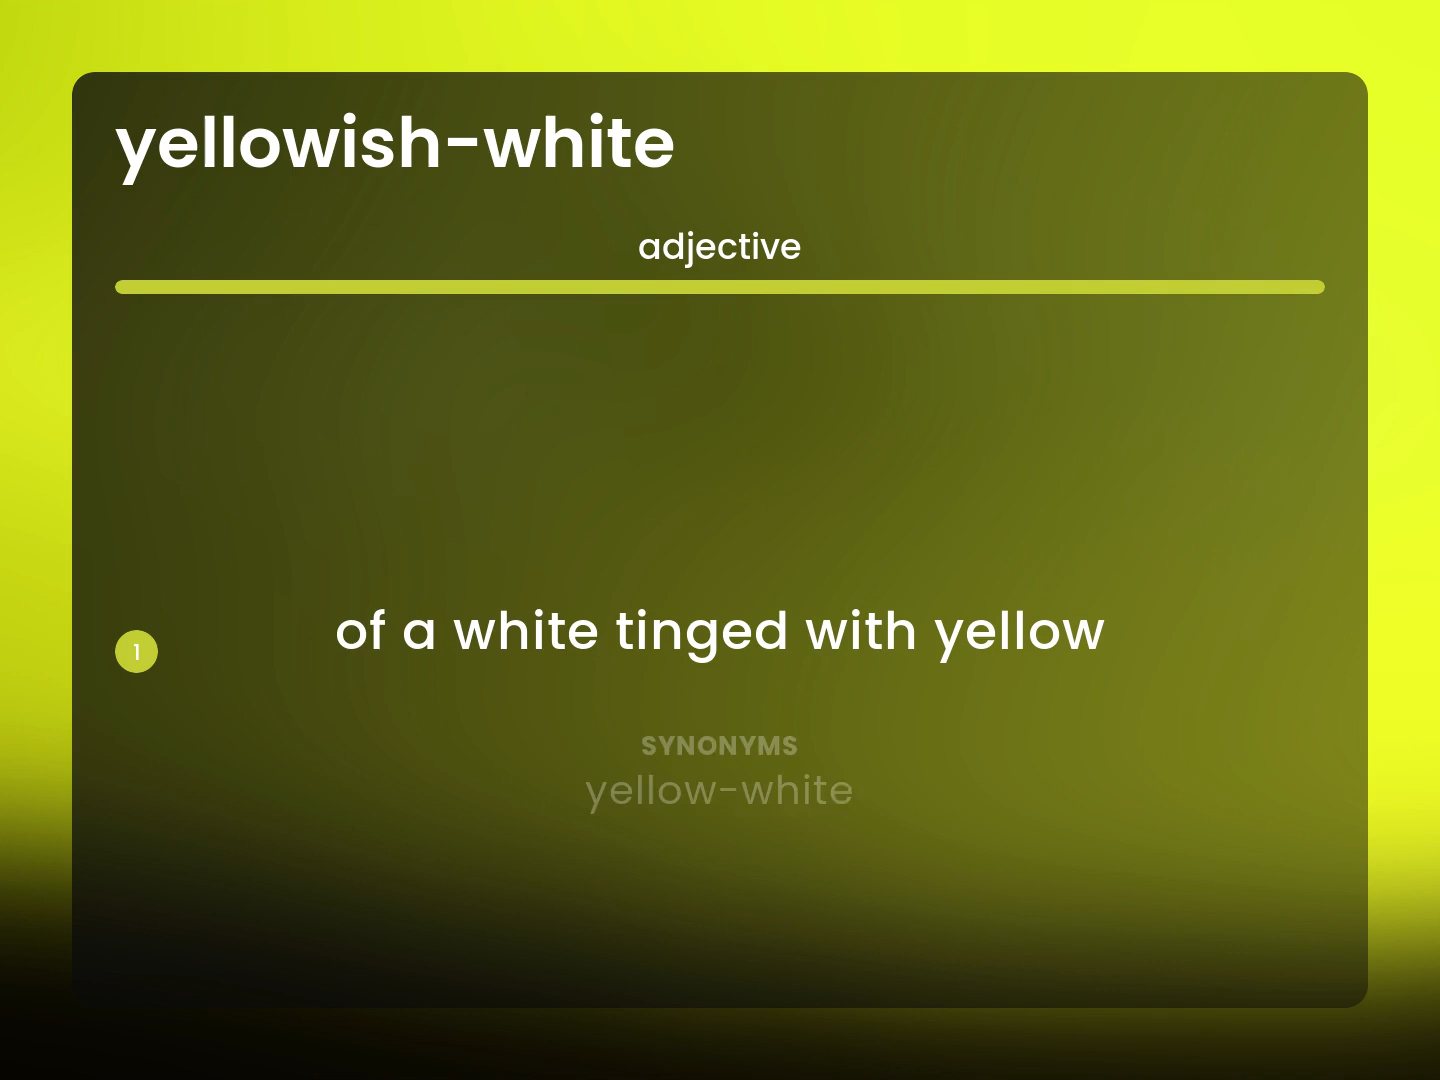 yellowish-white
adjective
1
of a white tinged with yellow
SYNONYMS
yellow-white